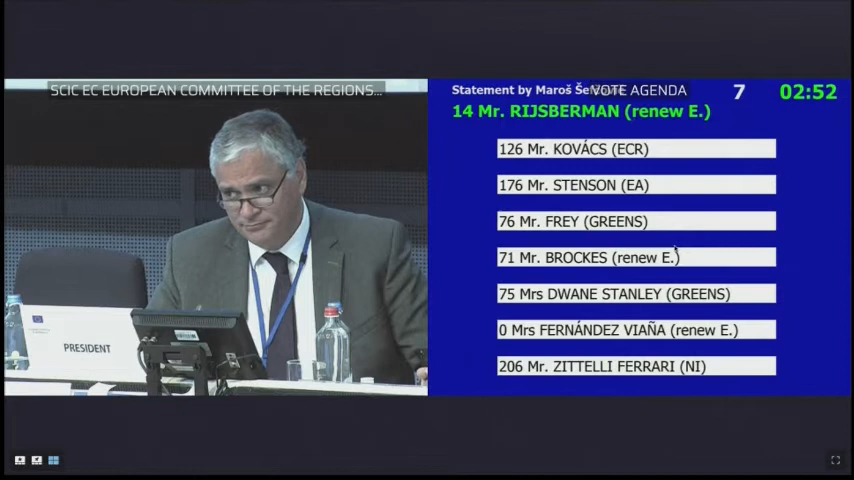 SCIC EC EUROPEAN COMMITTEE OF THE REGIONS...
PRESIDENT
Statement by Maroš
VOTE AGENDA
7
02:52
14 Mr. RIJSBERMAN (renew E.)
126 Mr. KOVÁCS (ECR)
176 Mr. STENSON (EA)
76 Mr. FREY (GREENS)
71 Mr. BROCKES (renew E.)
75 Mrs DWANE STANLEY (GREENS)
0 Mrs FERNÁNDEZ VIAÑA (renew E.)
206 Mr. ZITTELLI FERRARI (NI)